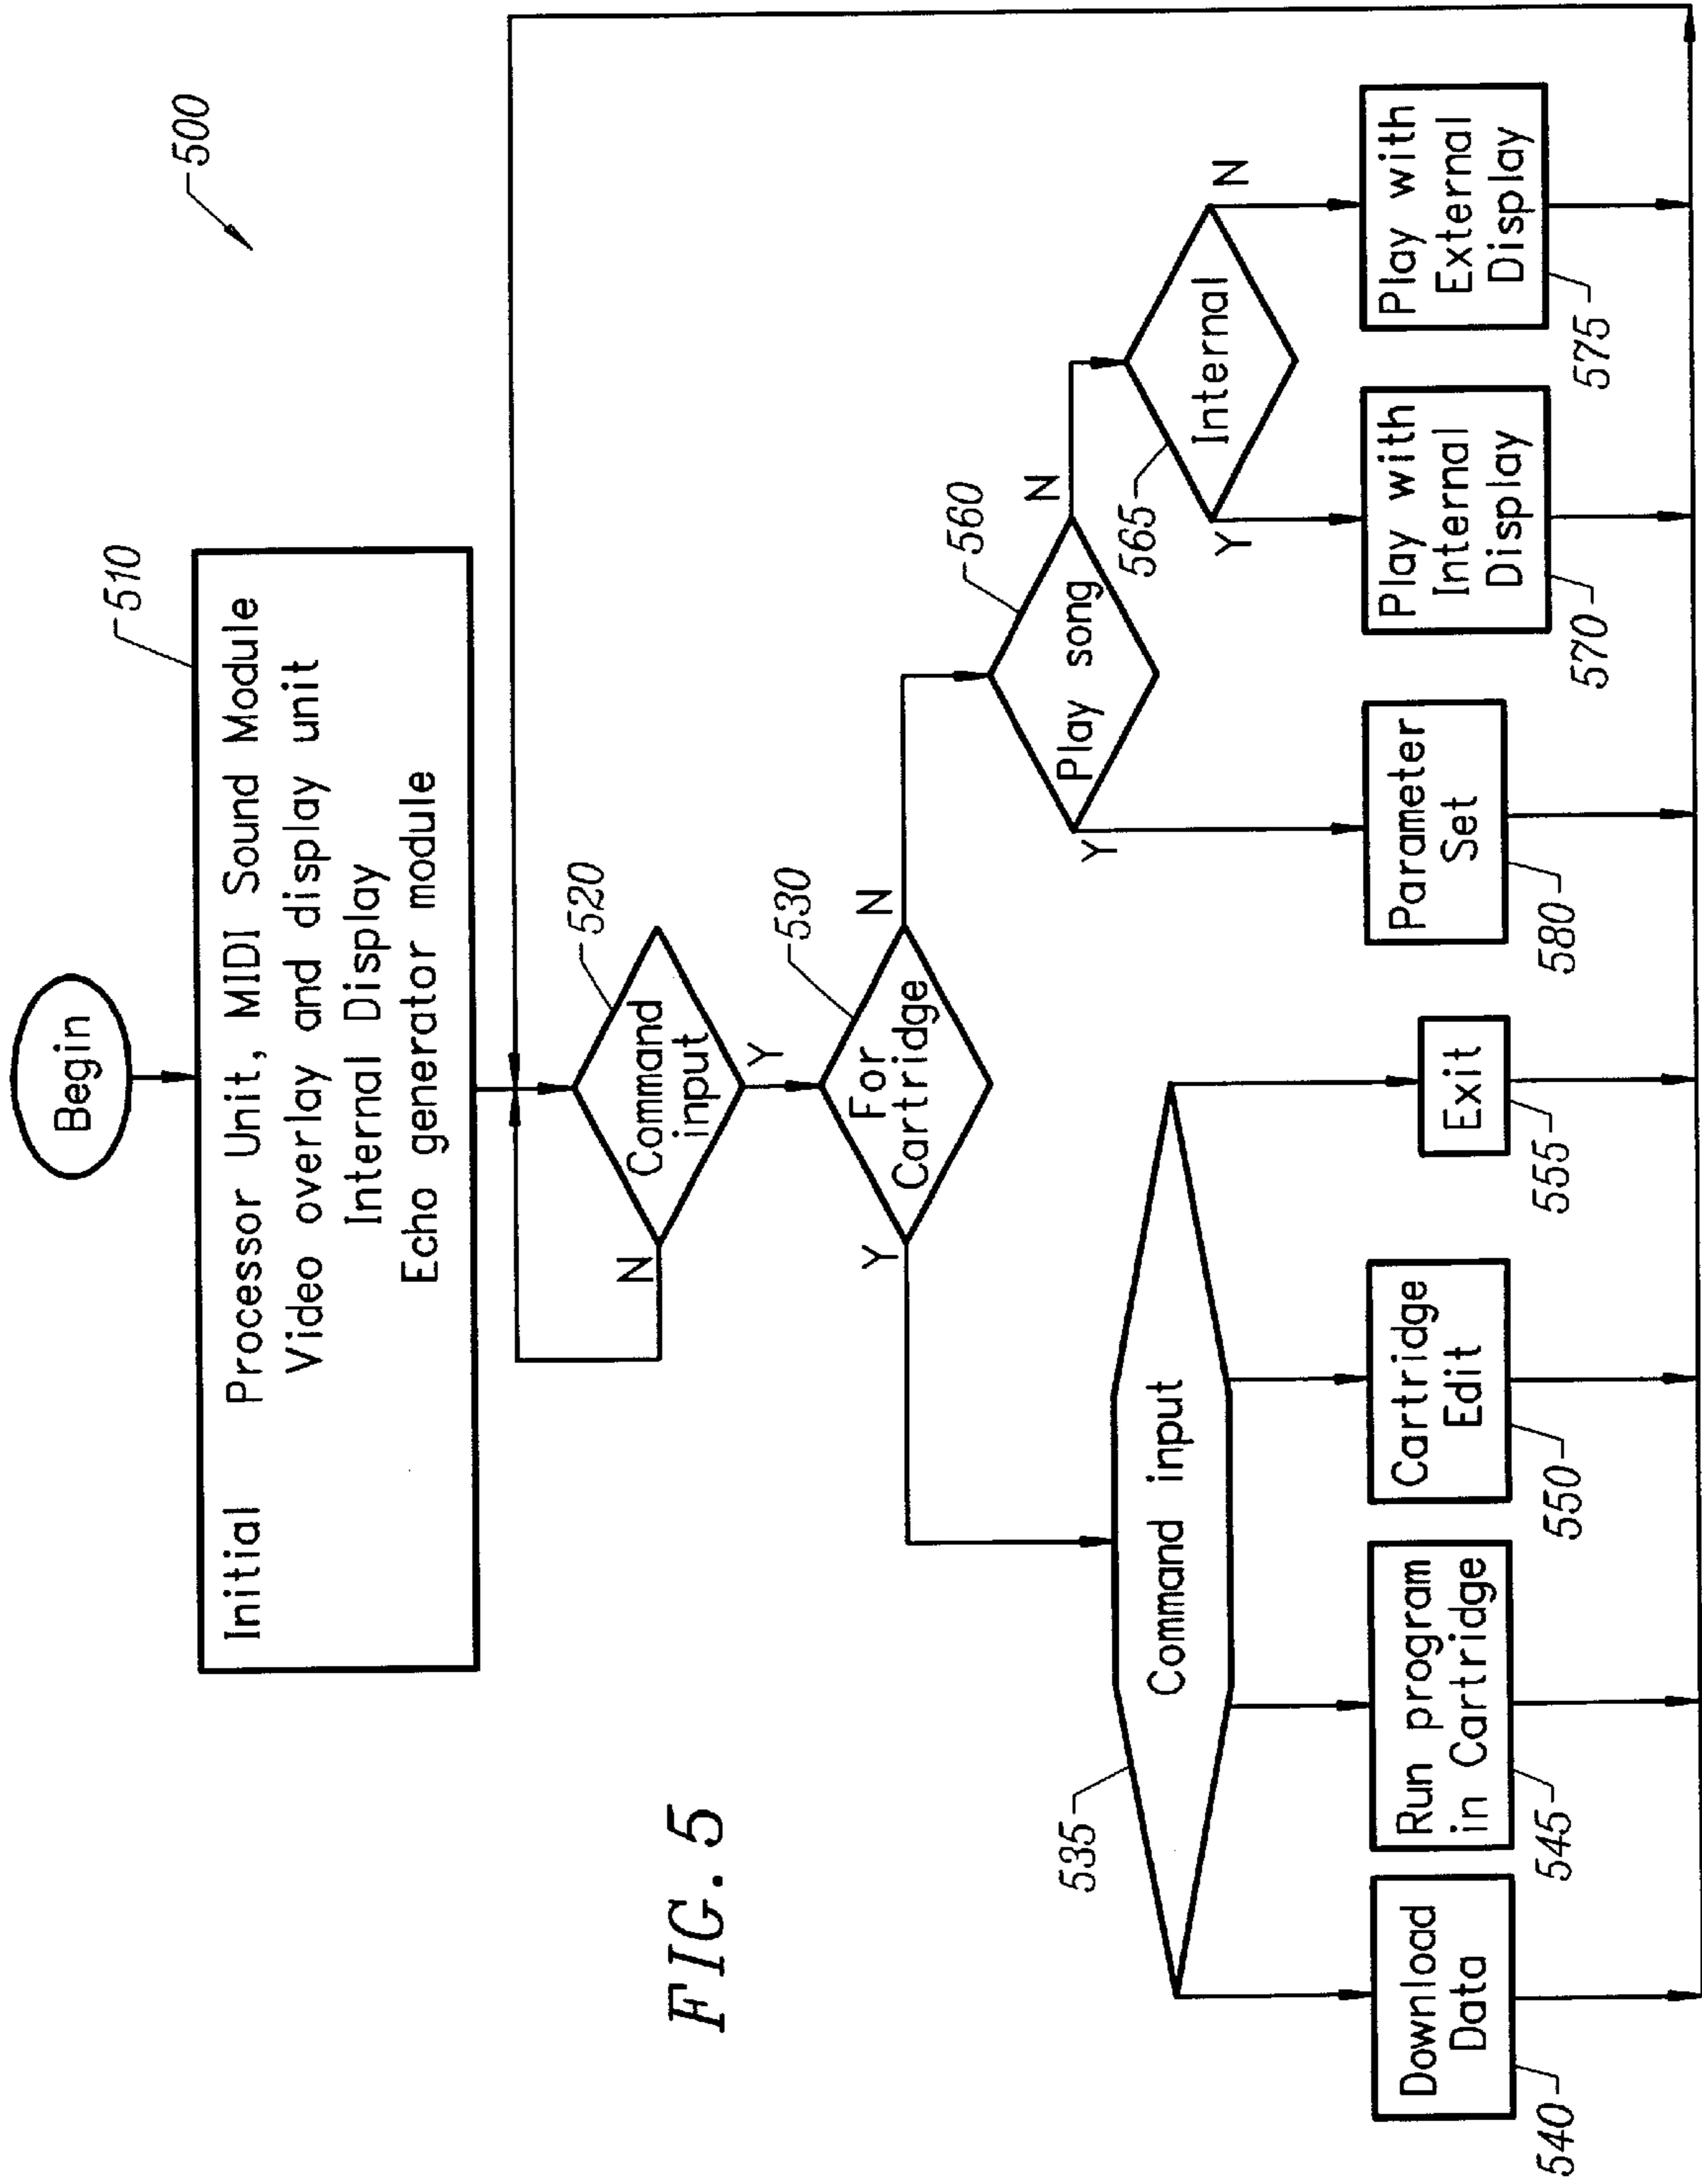 500
Begin
510
Initial Processor Unit, MIDI Sound Module
Video overlay and display unit
Internal Display
Echo generator module
520
Command
input
N
Y
530
For
Cartridge
Y
N
FIG. 5
535
Command input
560
Play song
Y
N
565
Internal
Y
N
Download
Data
540
Run program
in Cartridge
545
Cartridge
Edit
550
Exit
555
Parameter
Set
580
Play with
Internal
Display
570
Play with
External
Display
575